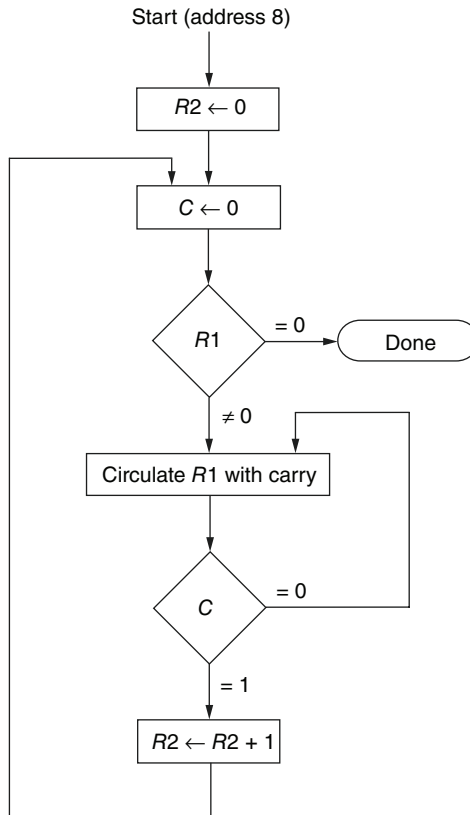 Start (address 8)
R2 ← 0
C ← 0
R1
= 0
Done
≠ 0
Circulate R1 with carry
C
= 0
= 1
R2 ← R2 + 1